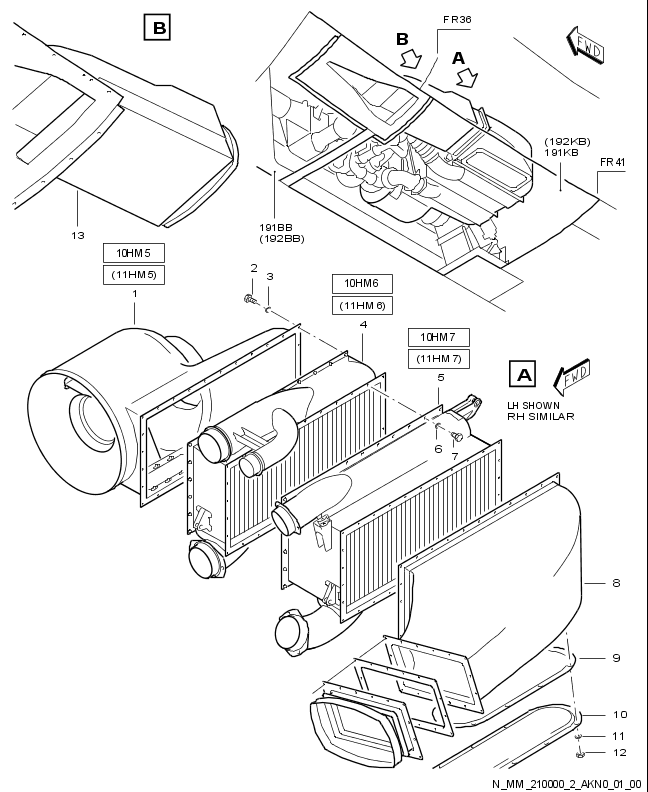 B
FR36
B
A
FWD
(192KB)
191KB
FR41
191BB
(192BB)
13
10HM5
(11HM5)
1
2
3
10HM6
(11HM6)
4
10HM7
(11HM7)
5
A
FWD
LH SHOWN
RH SIMILAR
6
7
8
9
10
11
12
N_MM_210000_2_AKN0_01_00